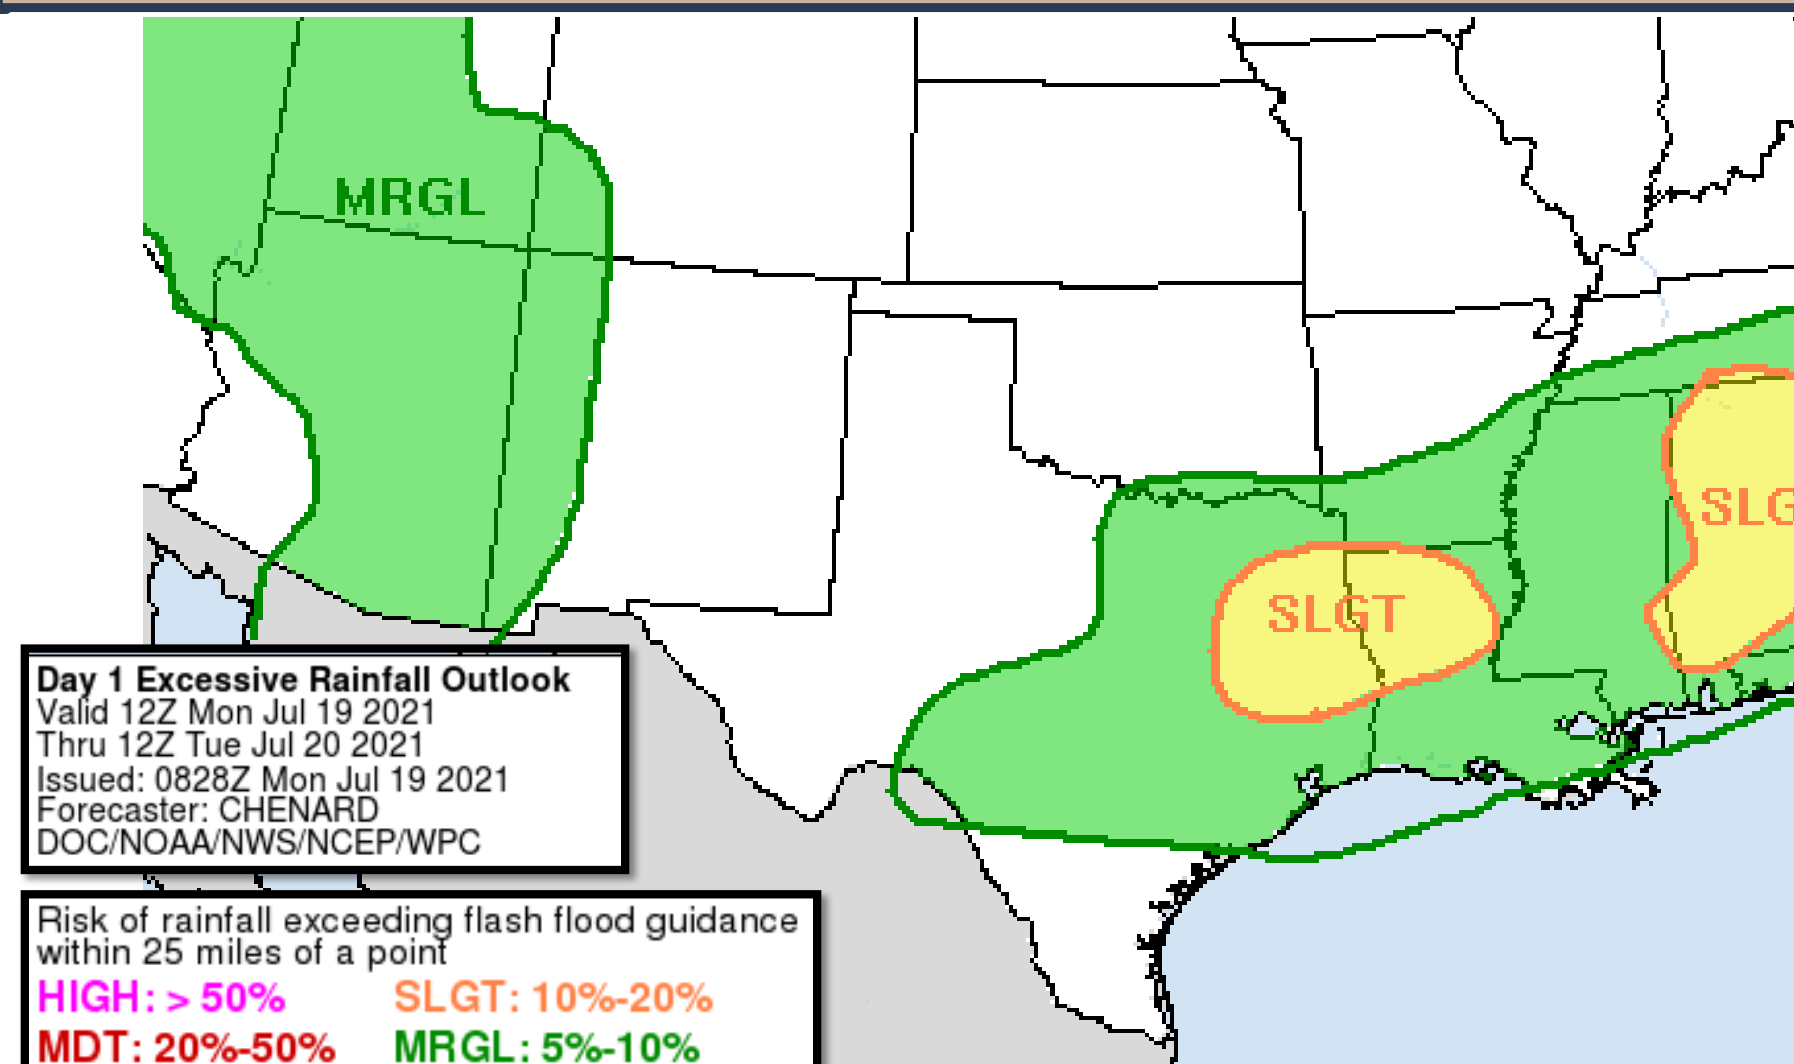 MRGL
SLG
SLGT
Day 1 Excessive Rainfall Outlook
Valid 12Z Mon Jul 19 2021
Thru 12Z Tue Jul 20 2021
Issued: 0828Z Mon Jul 19 2021
Forecaster: CHENARD
DOC/NOAA/NWS/NCEP/WPC
Risk of rainfall exceeding flash flood guidance
within 25 miles of a point
HIGH: > 50% SLGT: 10%-20%
MDT: 20%-50% MRGL: 5%-10%